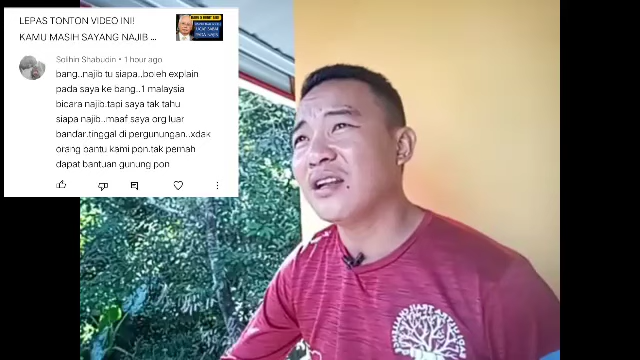 LEPAS TONTON VIDEO INI!
KAMU MASIH SAYANG NAJIB ...
Solihin Shabudin • 1 hour ago
bang..najib tu siapa..bo eh explain
pada saya ke bang..1 malaysia
bicara najib.tapi saya tak tahu
siapa najib..maaf saya org luar
bandar.tinggal di pergunungan..xdak
orang bantu kami pon.tak pernah
dapat bantuan gunung pon